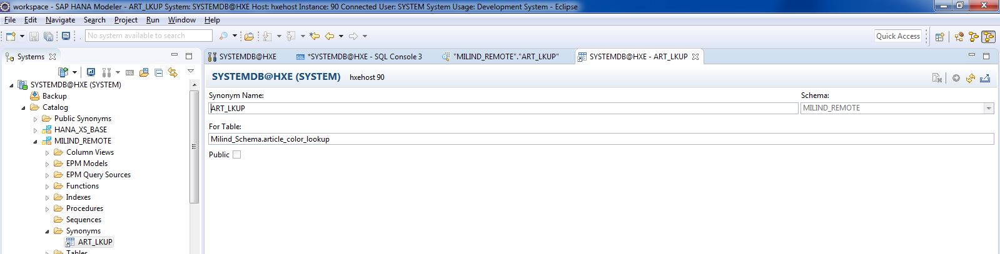 workspace - SAP HANA Modeler - ART_LKUP System: SYSTEMDB@HXE Host: hxehost Instance: 90 Connected User: SYSTEM System Usage: Development System - Eclipse
File Edit Navigate Search Project Run Window Help
No system available to search
Quick Access
Systems
SYSTEMDB@HXE
SQL *SYSTEMDB@HXE - SQL Console 3
"MILIND_REMOTE"."ART_LKUP"
SYSTEMDB@HXE - ART_LKUP
SQL
SYSTEMDB@HXE (SYSTEM)
Backup
Catalog
Public Synonyms
HANA_XS_BASE
MILIND_REMOTE
Column Views
EPM Models
EPM Query Sources
Functions
Indexes
Procedures
Sequences
Synonyms
ART_LKUP
Tables
SYSTEMDB@HXE (SYSTEM) hxehost 90
Synonym Name: Schema:
ART_LKUP MILIND_REMOTE
For Table:
Milind_Schema.article_color_lookup
Public